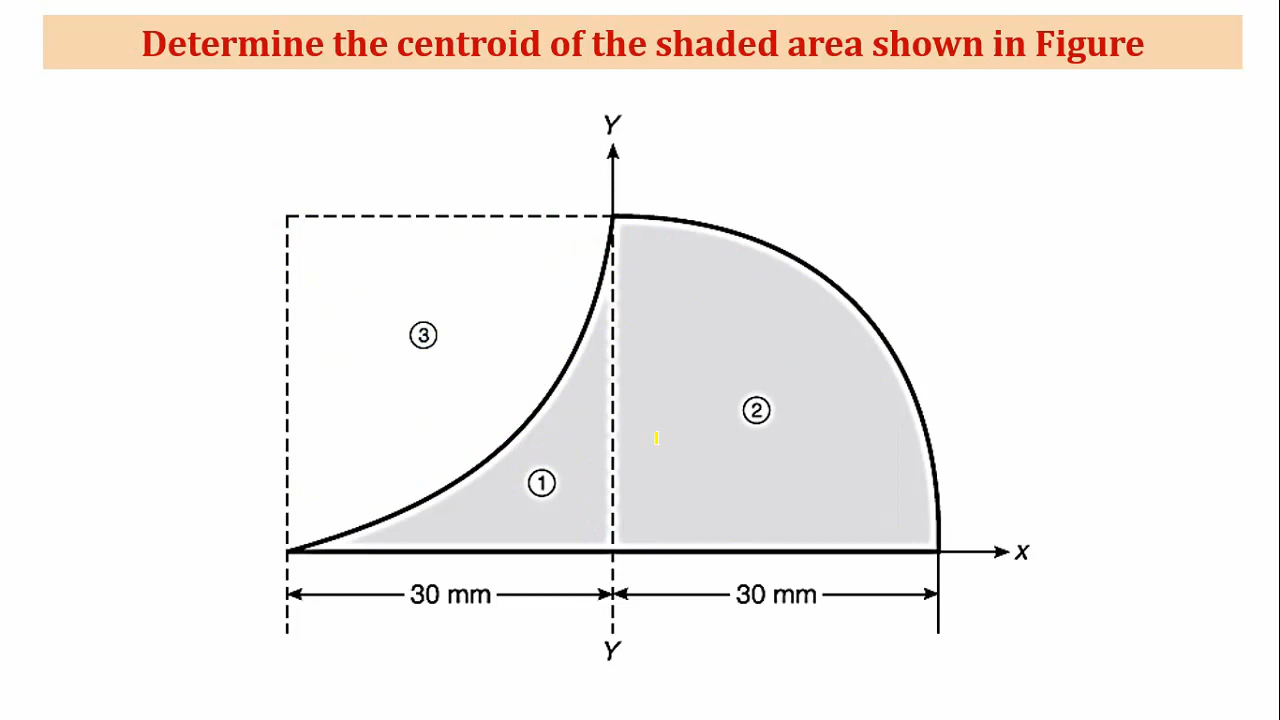 Determine the centroid of the shaded area shown in Figure
Y
③
②
①
x
30 mm 30 mm
Y